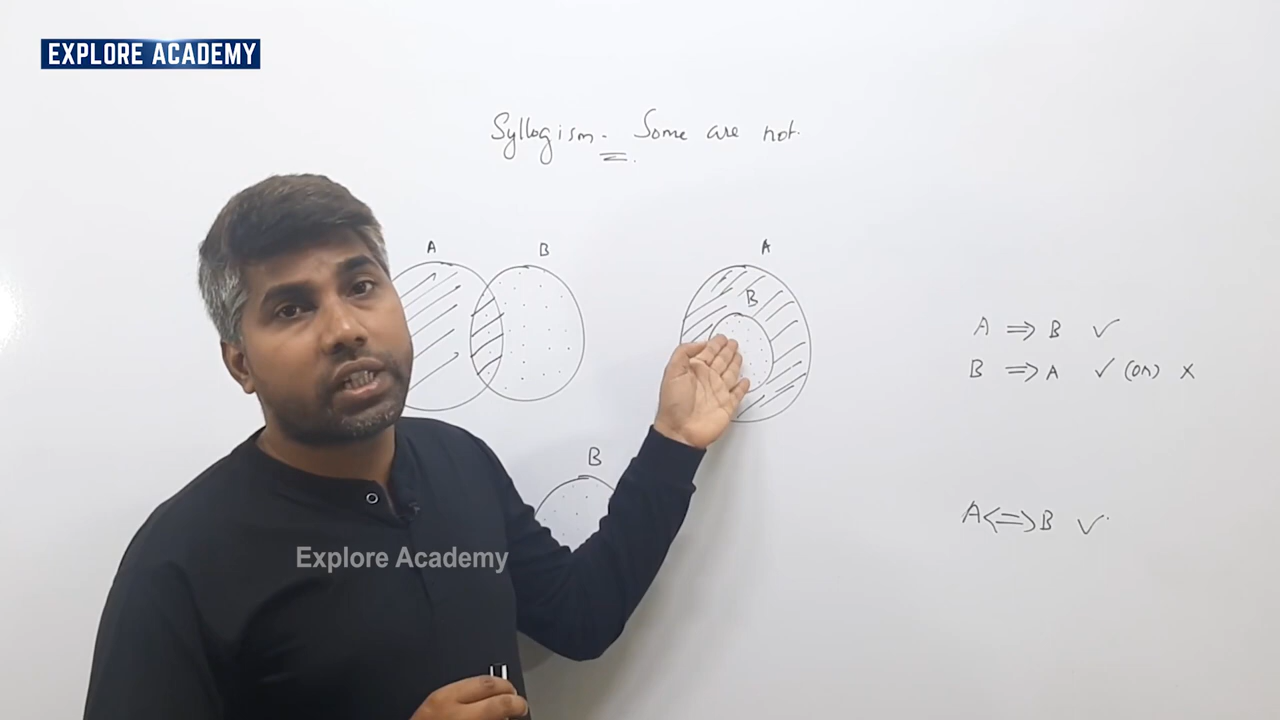 EXPLORE ACADEMY
Syllogism - Some are not.
A B A
B
A ⇒ B ✓
B ⇒ A ✓ (or) x
B
A <=> B ✓
Explore Academy